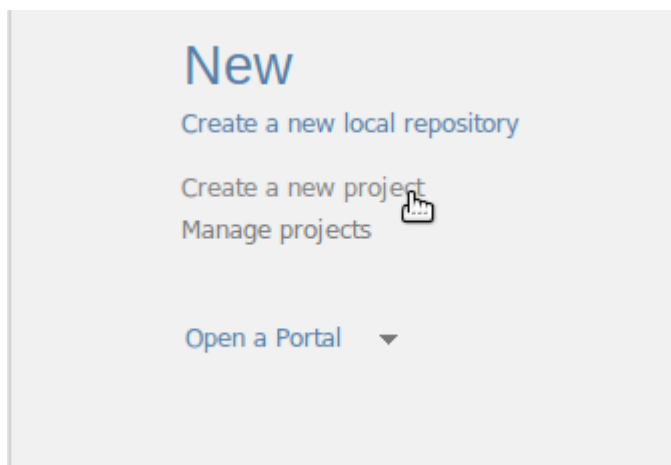 New
Create a new local repository
Create a new project
Manage projects
Open a Portal